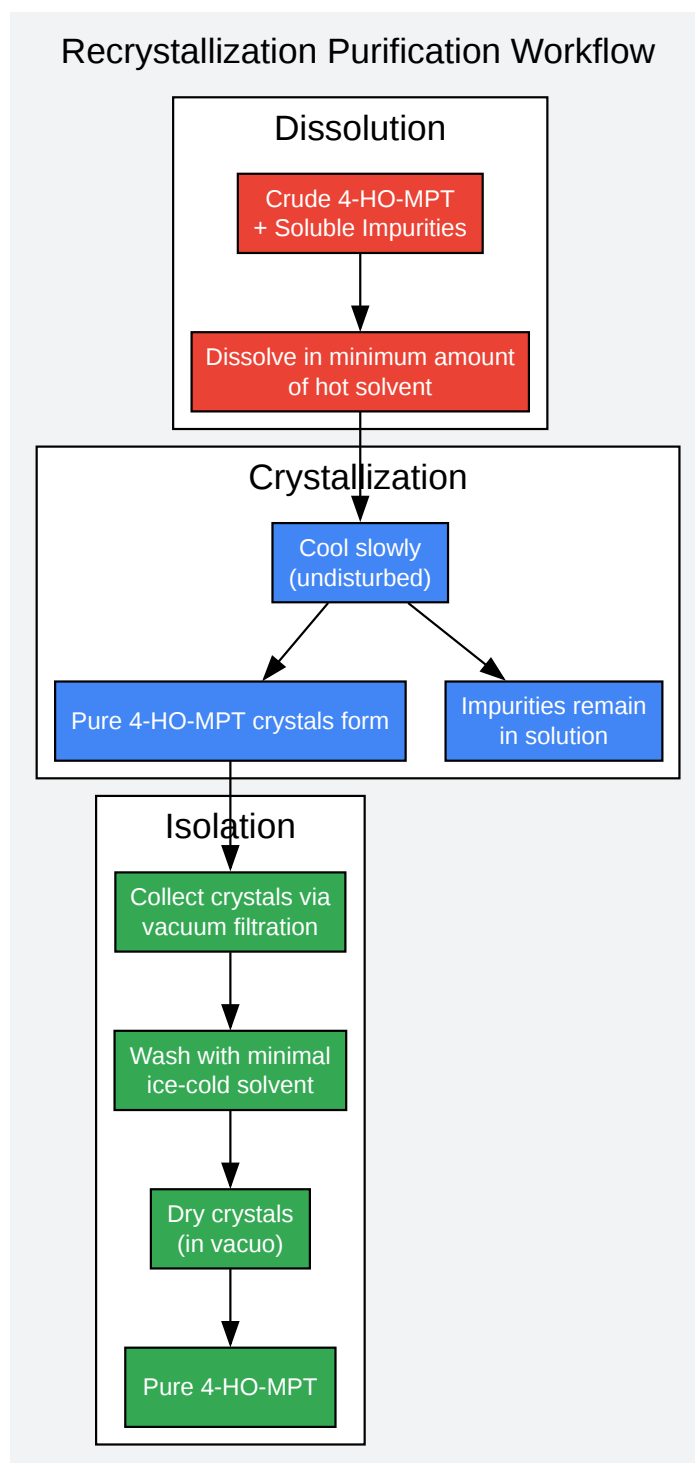 Recrystallization Purification Workflow
Dissolution
Crude 4-HO-MPT
+ Soluble Impurities
Dissolve in minimum amount
of hot solvent
Crystallization
Cool slowly
(undisturbed)
Pure 4-HO-MPT crystals form
Impurities remain
in solution
Isolation
Collect crystals via
vacuum filtration
Wash with minimal
ice-cold solvent
Dry crystals
(in vacuo)
Pure 4-HO-MPT